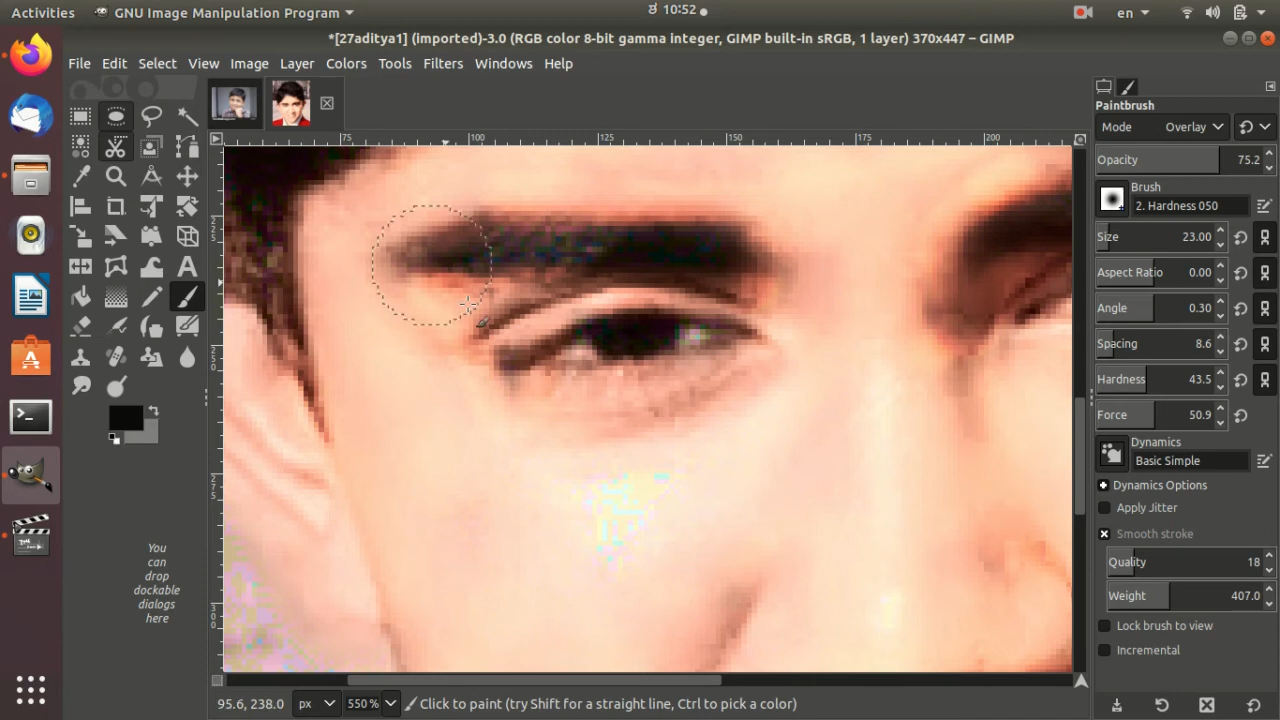 Activities
GNU Image Manipulation Program
10:52
en
*[27aditya1] (imported)-3.0 (RGB color 8-bit gamma integer, GIMP built-in sRGB, 1 layer) 370x447 – GIMP
File Edit Select View Image Layer Colors Tools Filters Windows Help
75 100 125 150 175 200
225
250
275
300
Paintbrush
Mode Overlay
Opacity 75.2
Brush
2. Hardness 050
Size 23.00
Aspect Ratio 0.00
Angle 0.30
Spacing 8.6
Hardness 43.5
Force 50.9
Dynamics
Basic Simple
Dynamics Options
Apply Jitter
Smooth stroke
Quality 18
Weight 407.0
Lock brush to view
Incremental
You
can
drop
dockable
dialogs
here
95.6, 238.0 px 550 % Click to paint (try Shift for a straight line, Ctrl to pick a color)